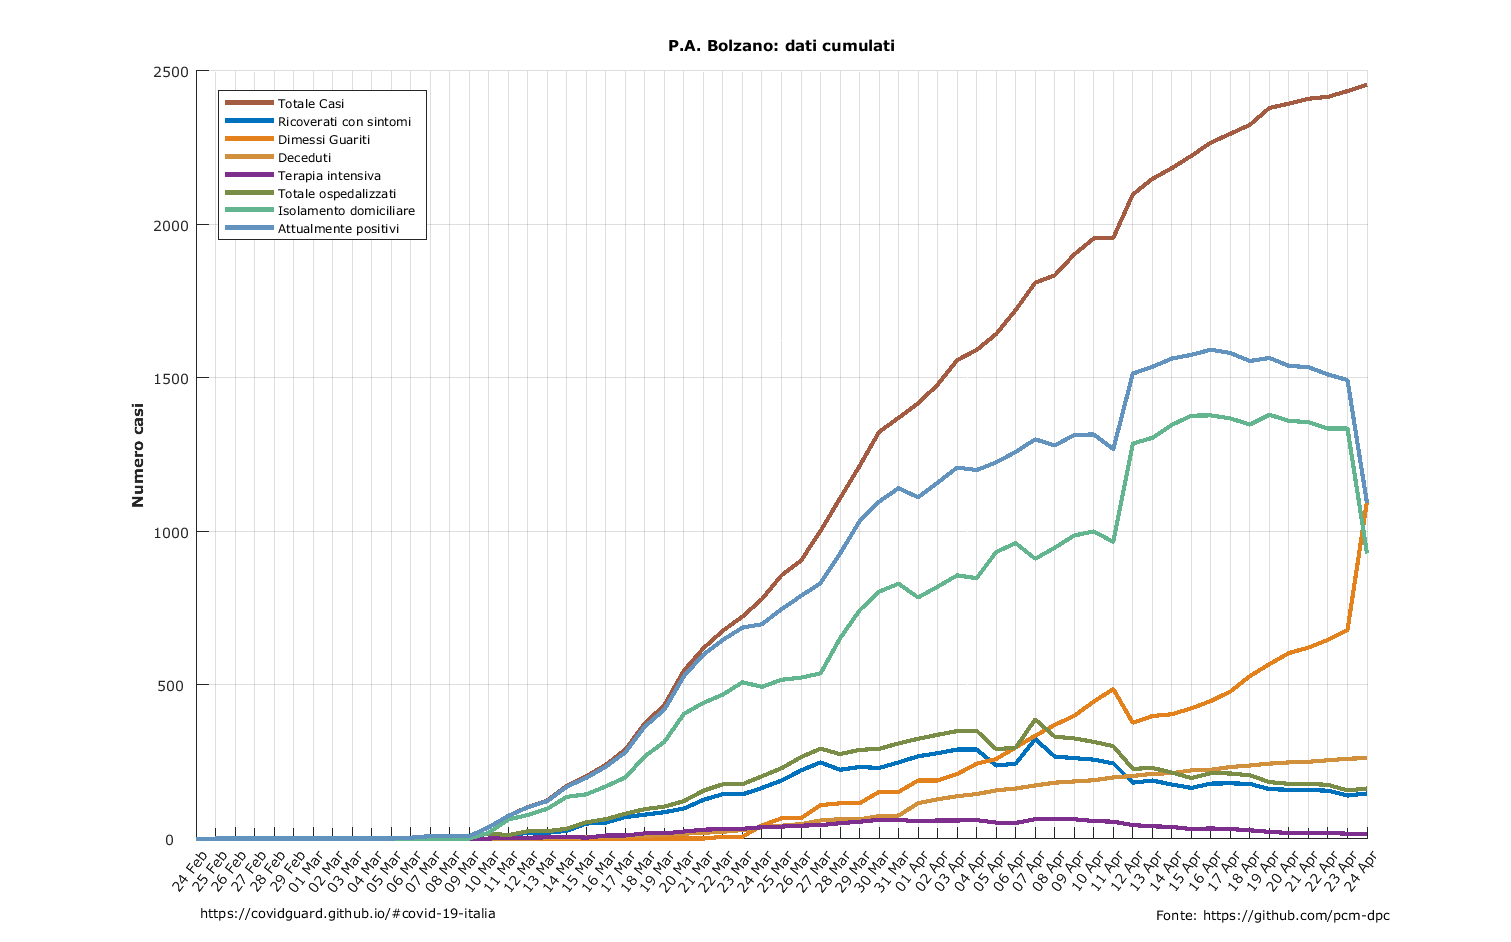 P.A. Bolzano: dati cumulati
2500
2000
1500
1000
500
0
Numero casi
Totale Casi
Ricoverati con sintomi
Dimessi Guariti
Deceduti
Terapia intensiva
Totale ospedalizzati
Isolamento domiciliare
Attualmente positivi
24 Feb
25 Feb
26 Feb
27 Feb
28 Feb
29 Feb
01 Mar
02 Mar
03 Mar
04 Mar
05 Mar
06 Mar
07 Mar
08 Mar
09 Mar
10 Mar
11 Mar
12 Mar
13 Mar
14 Mar
15 Mar
16 Mar
17 Mar
18 Mar
19 Mar
20 Mar
21 Mar
22 Mar
23 Mar
24 Mar
25 Mar
26 Mar
27 Mar
28 Mar
29 Mar
30 Mar
31 Mar
01 Apr
02 Apr
03 Apr
04 Apr
05 Apr
06 Apr
07 Apr
08 Apr
09 Apr
10 Apr
11 Apr
12 Apr
13 Apr
14 Apr
15 Apr
16 Apr
17 Apr
18 Apr
19 Apr
20 Apr
21 Apr
22 Apr
23 Apr
24 Apr
https://covidguard.github.io/#covid-19-italia
Fonte: https://github.com/pcm-dpc